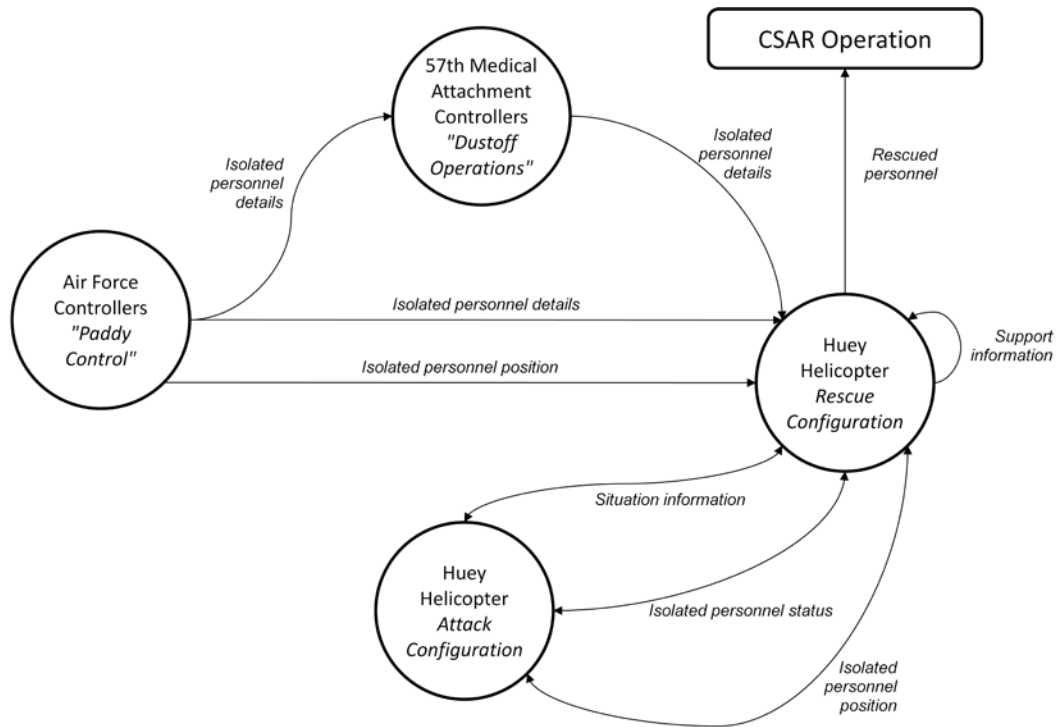 CSAR Operation
57th Medical
Attachment
Controllers
"Dustoff
Operations"
Isolated
personnel
details
Isolated
personnel
details
Rescued
personnel
Air Force
Controllers
"Paddy
Control"
Isolated personnel details
Isolated personnel position
Huey
Helicopter
Rescue
Configuration
Support
information
Situation information
Huey
Helicopter
Attack
Configuration
Isolated personnel status
Isolated
personnel
position